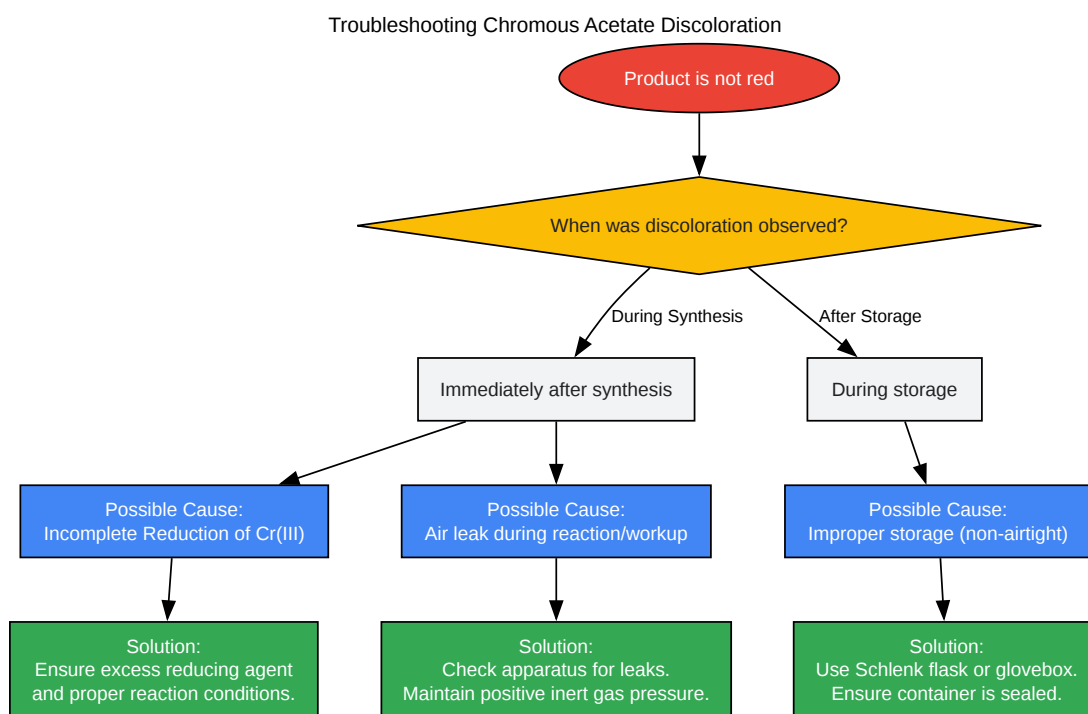 Troubleshooting Chromous Acetate Discoloration
Product is not red
When was discoloration observed?
During Synthesis
After Storage
Immediately after synthesis
During storage
Possible Cause:
Incomplete Reduction of Cr(III)
Possible Cause:
Air leak during reaction/workup
Possible Cause:
Improper storage (non-airtight)
Solution:
Ensure excess reducing agent
and proper reaction conditions.
Solution:
Check apparatus for leaks.
Maintain positive inert gas pressure.
Solution:
Use Schlenk flask or glovebox.
Ensure container is sealed.